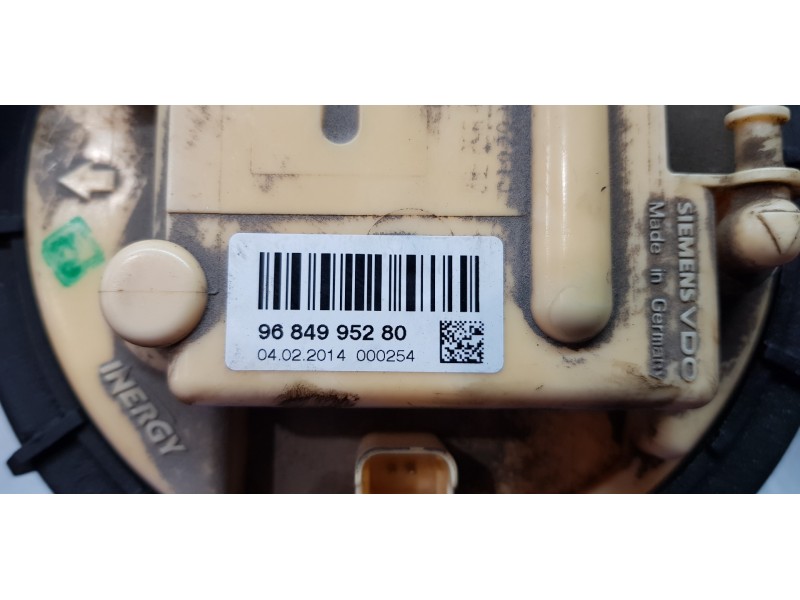 96 849 952 80
04.02.2014 000254
SIEMENS VDO
Made in Germany
INERGY